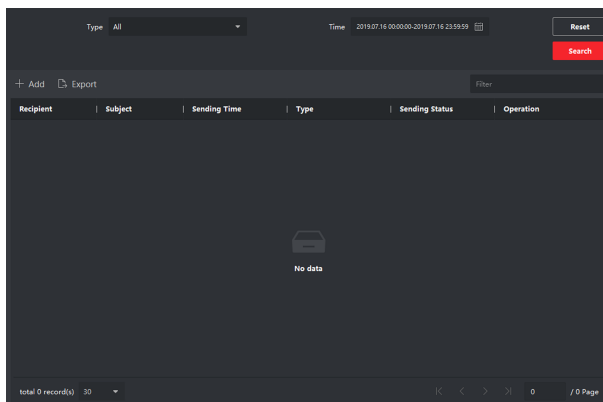 Type All Time 2019.07.16 00:00:00-2019.07.16 23:59:59 Reset
Search
Add Export Filter
Recipient | Subject | Sending Time | Type | Sending Status | Operation
No data
total 0 record(s) 30 0 / 0 Page